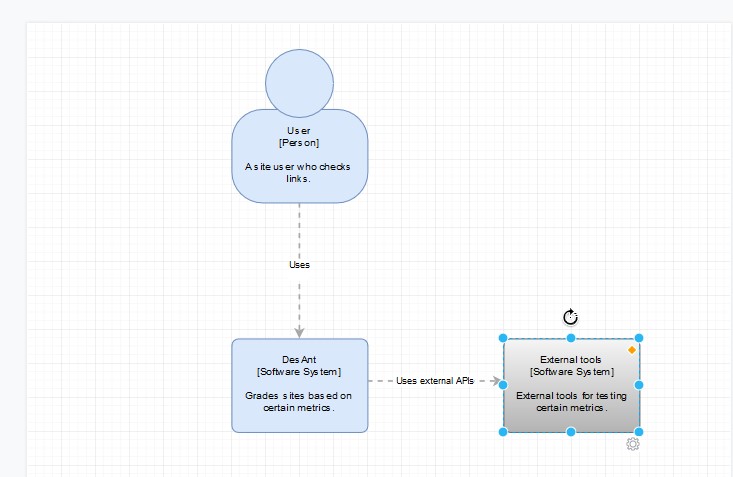 User
[Person]
A site user who checks
links.
Uses
DesAnt
[Software System]
Grades sites based on
certain metrics.
Uses external APIs
External tools
[Software System]
External tools for testing
certain metrics.